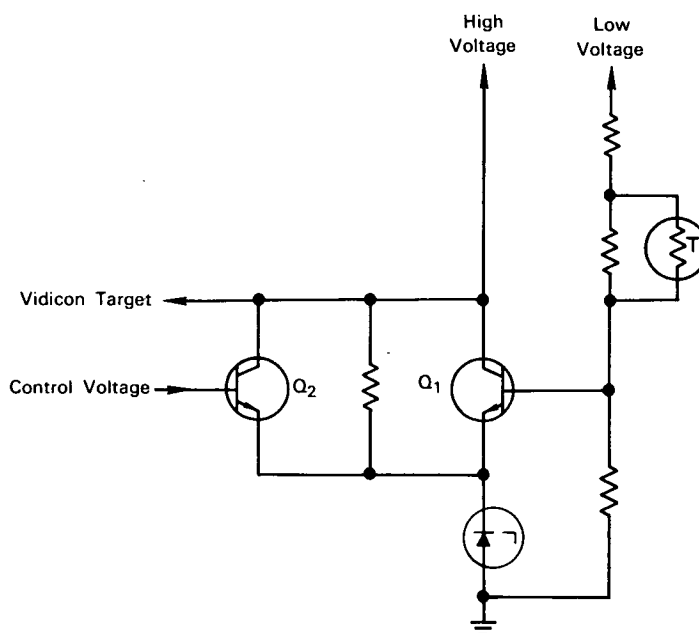 High
Voltage
Low
Voltage
T
Vidicon Target
Control Voltage
Q2
Q1